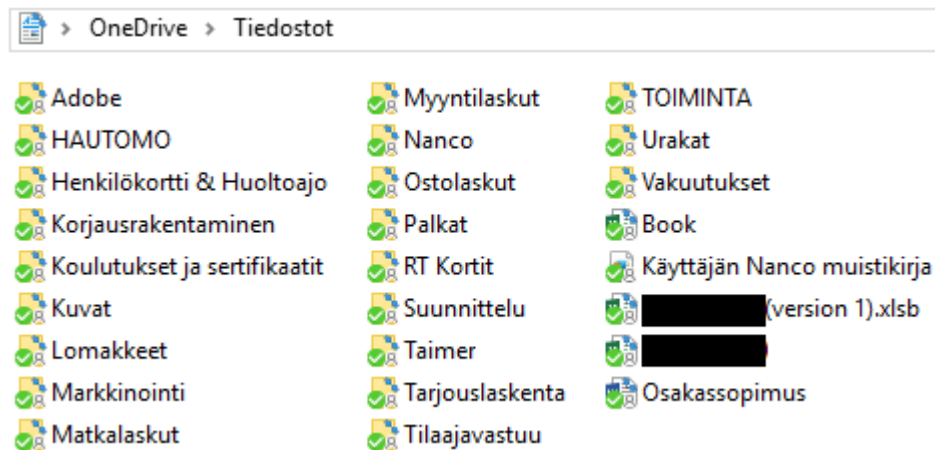 > OneDrive > Tiedostot
Adobe
HAUTOMO
Henkilökortti & Huoltoajo
Korjausrakentaminen
Koulutukset ja sertifikaatit
Kuvat
Lomakkeet
Markkinointi
Matkalaskut
Myyntilaskut
Nanco
Ostolaskut
Palkat
RT Kortit
Suunnittelu
Taimer
Tarjouslaskenta
Tilaajavastuu
TOIMINTA
Urakat
Vakuutukset
Book
Käyttäjän Nanco muistikirja
(version 1).xlsb
Osakassopimus